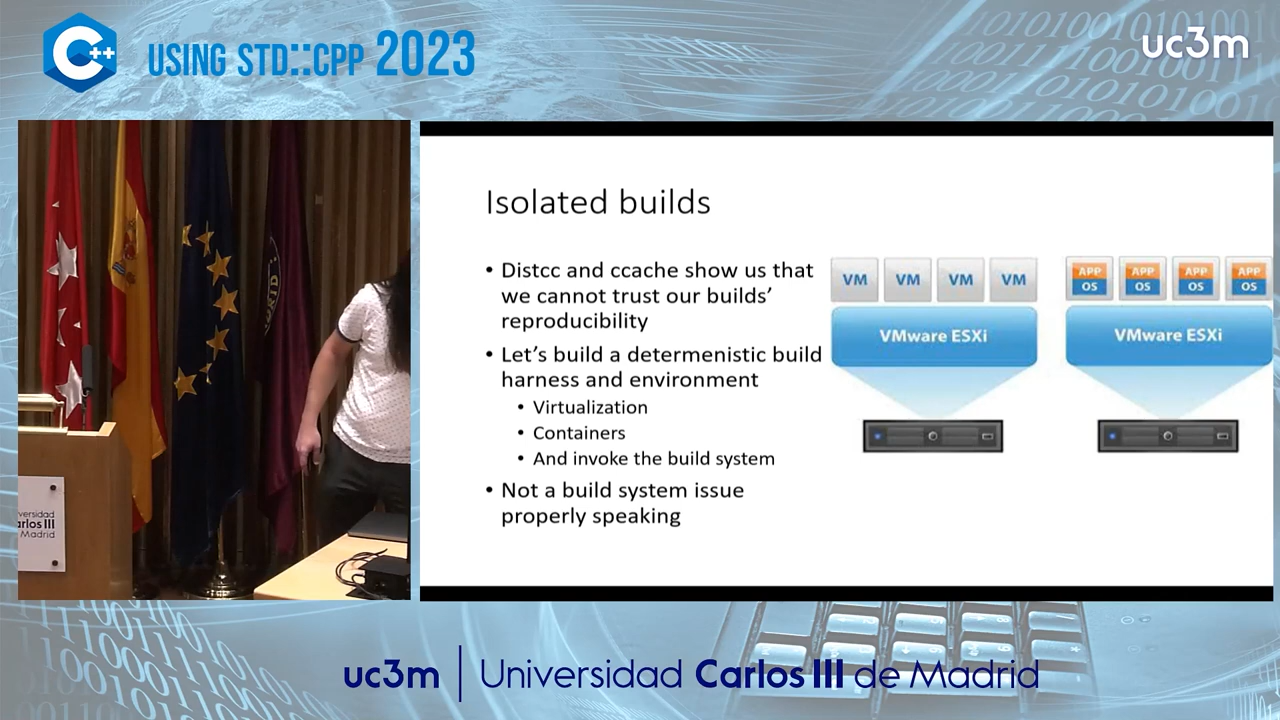 C++
USING STD::CPP 2023
uc3m
Isolated builds
• Distcc and ccache show us that
we cannot trust our builds’
reproducibility
• Let’s build a determenistic build
harness and environment
• Virtualization
• Containers
• And invoke the build system
• Not a build system issue
properly speaking
VM VM VM VM
VMware ESXi
APP APP APP APP
OS OS OS OS
VMware ESXi
versidad
arlos III
Madrid
uc3m | Universidad Carlos III de Madrid